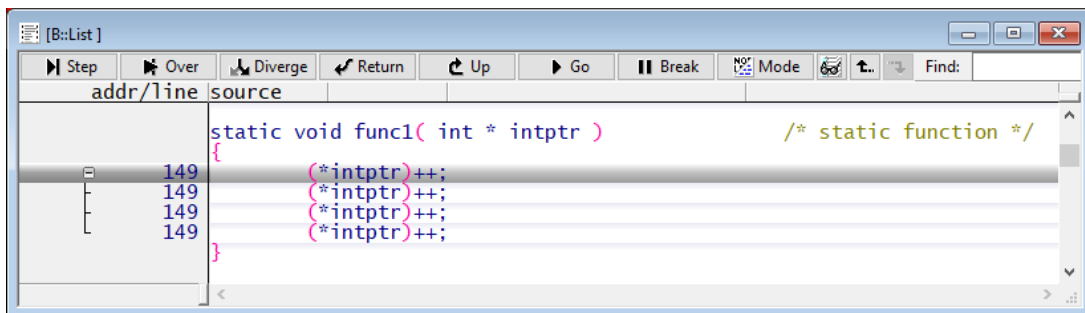 [B::List ]
Step Over Diverge Return Up Go Break Mode t.. Find:
addr/line source
static void func1( int * intptr ) /* static function */
{
149 (*intptr)++;
149 (*intptr)++;
149 (*intptr)++;
149 (*intptr)++;
}